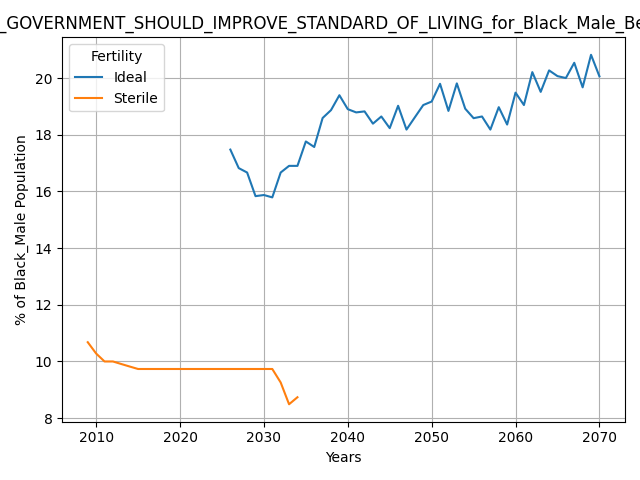 _GOVERNMENT_SHOULD_IMPROVE_STANDARD_OF_LIVING_for_Black_Male_Be
Fertility
Ideal
Sterile
% of Black_Male Population
20
18
16
14
12
10
8
2010 2020 2030 2040 2050 2060 2070
Years